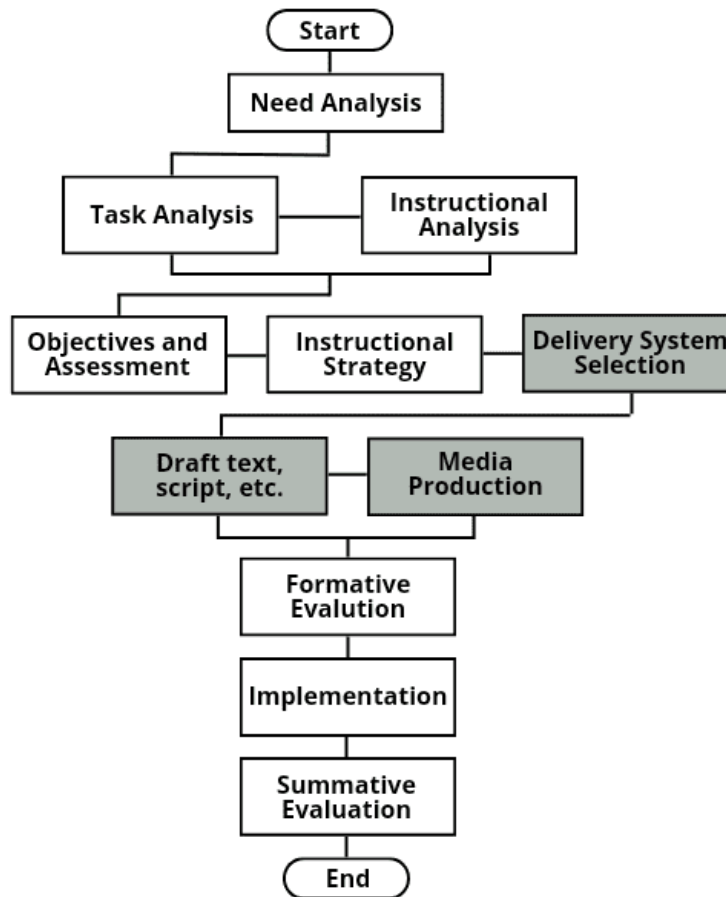 Start
Need Analysis
Task Analysis
Instructional
Analysis
Objectives and
Assessment
Instructional
Strategy
Delivery System
Selection
Draft text,
script, etc.
Media
Production
Formative
Evalution
Implementation
Summative
Evaluation
End